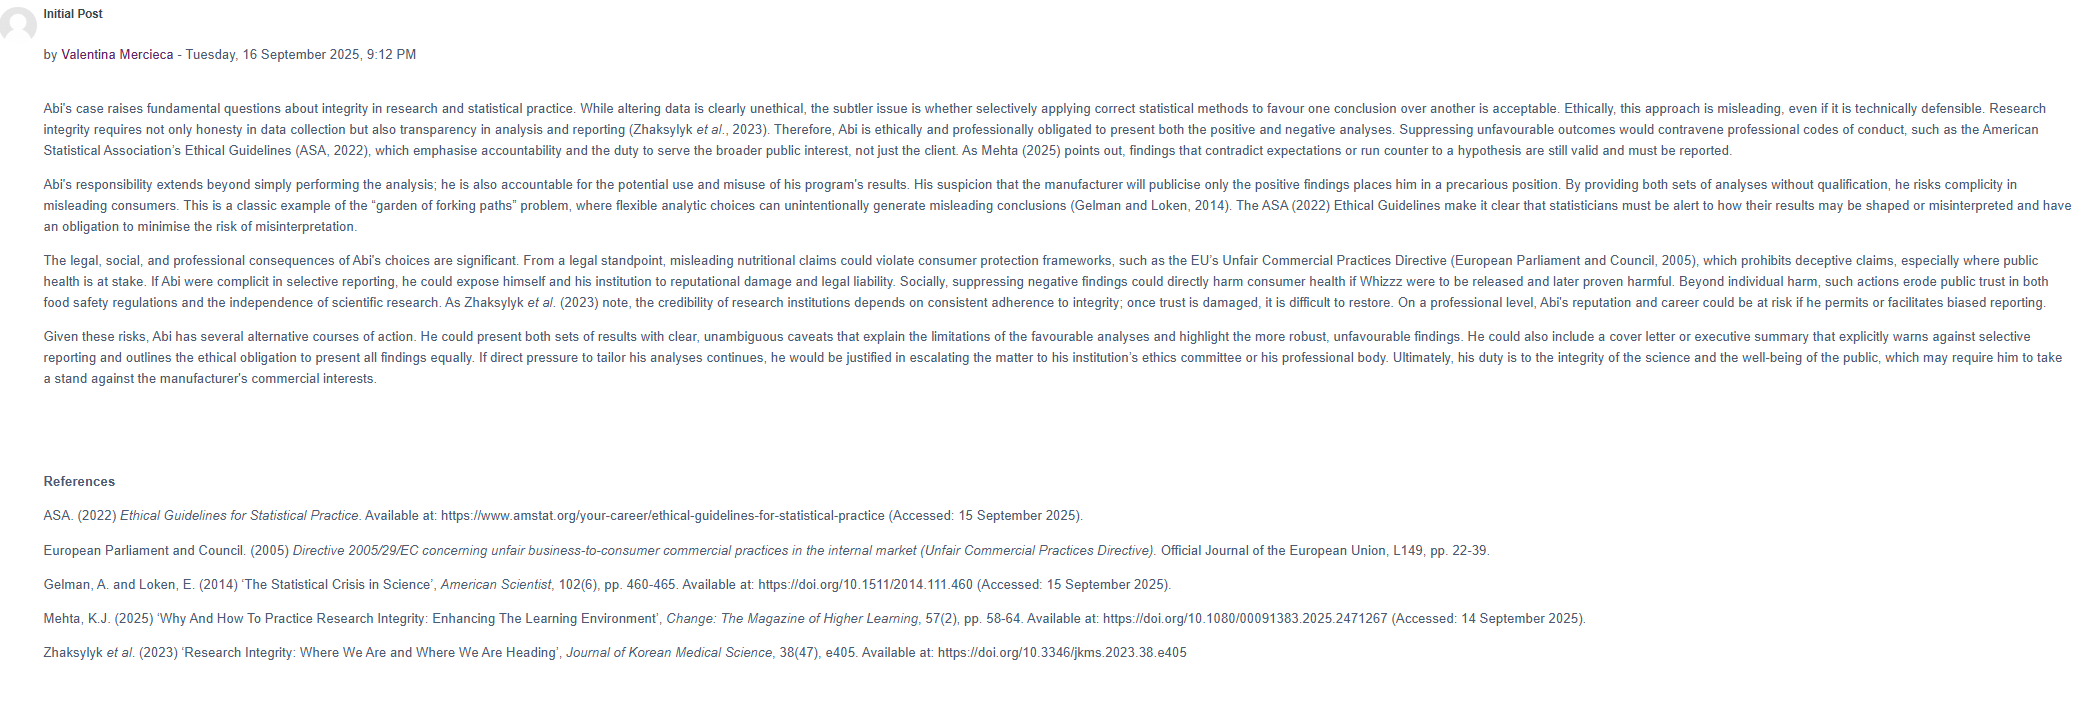 Initial Post
by Valentina Mercieca - Tuesday, 16 September 2025, 9:12 PM
Abi's case raises fundamental questions about integrity in research and statistical practice. While altering data is clearly unethical, the subtler issue is whether selectively applying correct statistical methods to favour one conclusion over another is acceptable. Ethically, this approach is misleading, even if it is technically defensible. Research
integrity requires not only honesty in data collection but also transparency in analysis and reporting (Zhaksylyk et al., 2023). Therefore, Abi is ethically and professionally obligated to present both the positive and negative analyses. Suppressing unfavourable outcomes would contravene professional codes of conduct, such as the American
Statistical Association’s Ethical Guidelines (ASA, 2022), which emphasise accountability and the duty to serve the broader public interest, not just the client. As Mehta (2025) points out, findings that contradict expectations or run counter to a hypothesis are still valid and must be reported.
Abi's responsibility extends beyond simply performing the analysis; he is also accountable for the potential use and misuse of his program's results. His suspicion that the manufacturer will publicise only the positive findings places him in a precarious position. By providing both sets of analyses without qualification, he risks complicity in
misleading consumers. This is a classic example of the “garden of forking paths” problem, where flexible analytic choices can unintentionally generate misleading conclusions (Gelman and Loken, 2014). The ASA (2022) Ethical Guidelines make it clear that statisticians must be alert to how their results may be shaped or misinterpreted and have
an obligation to minimise the risk of misinterpretation.
The legal, social, and professional consequences of Abi's choices are significant. From a legal standpoint, misleading nutritional claims could violate consumer protection frameworks, such as the EU’s Unfair Commercial Practices Directive (European Parliament and Council, 2005), which prohibits deceptive claims, especially where public
health is at stake. If Abi were complicit in selective reporting, he could expose himself and his institution to reputational damage and legal liability. Socially, suppressing negative findings could directly harm consumer health if Whizzz were to be released and later proven harmful. Beyond individual harm, such actions erode public trust in both
food safety regulations and the independence of scientific research. As Zhaksylyk et al. (2023) note, the credibility of research institutions depends on consistent adherence to integrity; once trust is damaged, it is difficult to restore. On a professional level, Abi's reputation and career could be at risk if he permits or facilitates biased reporting.
Given these risks, Abi has several alternative courses of action. He could present both sets of results with clear, unambiguous caveats that explain the limitations of the favourable analyses and highlight the more robust, unfavourable findings. He could also include a cover letter or executive summary that explicitly warns against selective
reporting and outlines the ethical obligation to present all findings equally. If direct pressure to tailor his analyses continues, he would be justified in escalating the matter to his institution’s ethics committee or his professional body. Ultimately, his duty is to the integrity of the science and the well-being of the public, which may require him to take
a stand against the manufacturer's commercial interests.
References
ASA. (2022) Ethical Guidelines for Statistical Practice. Available at: https://www.amstat.org/your-career/ethical-guidelines-for-statistical-practice (Accessed: 15 September 2025).
European Parliament and Council. (2005) Directive 2005/29/EC concerning unfair business-to-consumer commercial practices in the internal market (Unfair Commercial Practices Directive). Official Journal of the European Union, L149, pp. 22-39.
Gelman, A. and Loken, E. (2014) ‘The Statistical Crisis in Science’, American Scientist, 102(6), pp. 460-465. Available at: https://doi.org/10.1511/2014.111.460 (Accessed: 15 September 2025).
Mehta, K.J. (2025) ‘Why And How To Practice Research Integrity: Enhancing The Learning Environment’, Change: The Magazine of Higher Learning, 57(2), pp. 58-64. Available at: https://doi.org/10.1080/00091383.2025.2471267 (Accessed: 14 September 2025).
Zhaksylyk et al. (2023) ‘Research Integrity: Where We Are and Where We Are Heading’, Journal of Korean Medical Science, 38(47), e405. Available at: https://doi.org/10.3346/jkms.2023.38.e405